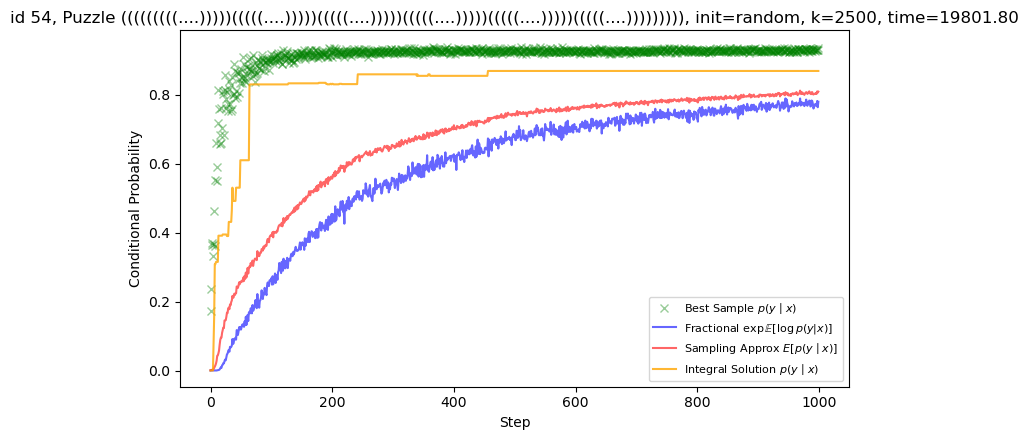 id 54, Puzzle (((((((((....)))))(((((....)))))(((((....)))))(((((....)))))(((((....)))))(((((....))))))))), init=random, k=2500, time=19801.80
Conditional Probability
0.8
0.6
0.4
0.2
0.0
Best Sample p(y | x)
Fractional exp𝔼[log p(y|x)]
Sampling Approx E[p(y | x)]
Integral Solution p(y | x)
0 200 400 600 800 1000
Step